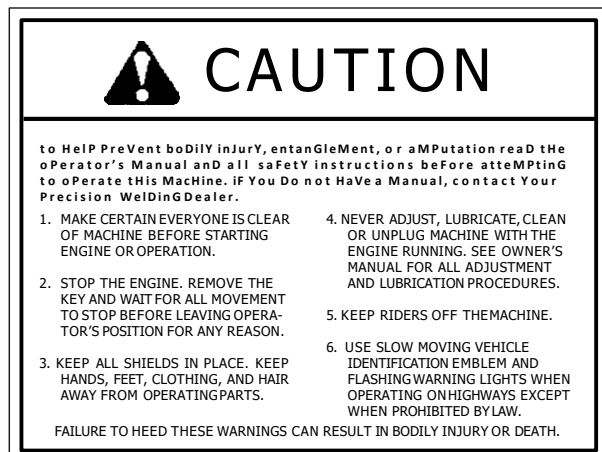 CAUTION
to HelP PreVent boDilY inJurY, entanGleMent, or aMPutation reaD tHe
oPerator’s Manual anD all saFetY instructions beFore atteMPtinG
to oPerate tHis MacHine. iF You Do not HaVe a Manual, contact Your
Precision WelDinG Dealer.
1. MAKE CERTAIN EVERYONE IS CLEAR
OF MACHINE BEFORE STARTING
ENGINE OR OPERATION.
2. STOP THE ENGINE. REMOVE THE
KEY AND WAIT FOR ALL MOVEMENT
TO STOP BEFORE LEAVING OPERA-
TOR’S POSITION FOR ANY REASON.
3. KEEP ALL SHIELDS IN PLACE. KEEP
HANDS, FEET, CLOTHING, AND HAIR
AWAY FROM OPERATING PARTS.
4. NEVER ADJUST, LUBRICATE, CLEAN
OR UNPLUG MACHINE WITH THE
ENGINE RUNNING. SEE OWNER’S
MANUAL FOR ALL ADJUSTMENT
AND LUBRICATION PROCEDURES.
5. KEEP RIDERS OFF THE MACHINE.
6. USE SLOW MOVING VEHICLE
IDENTIFICATION EMBLEM AND
FLASHING WARNING LIGHTS WHEN
OPERATING ON HIGHWAYS EXCEPT
WHEN PROHIBITED BY LAW.
FAILURE TO HEED THESE WARNINGS CAN RESULT IN BODILY INJURY OR DEATH.